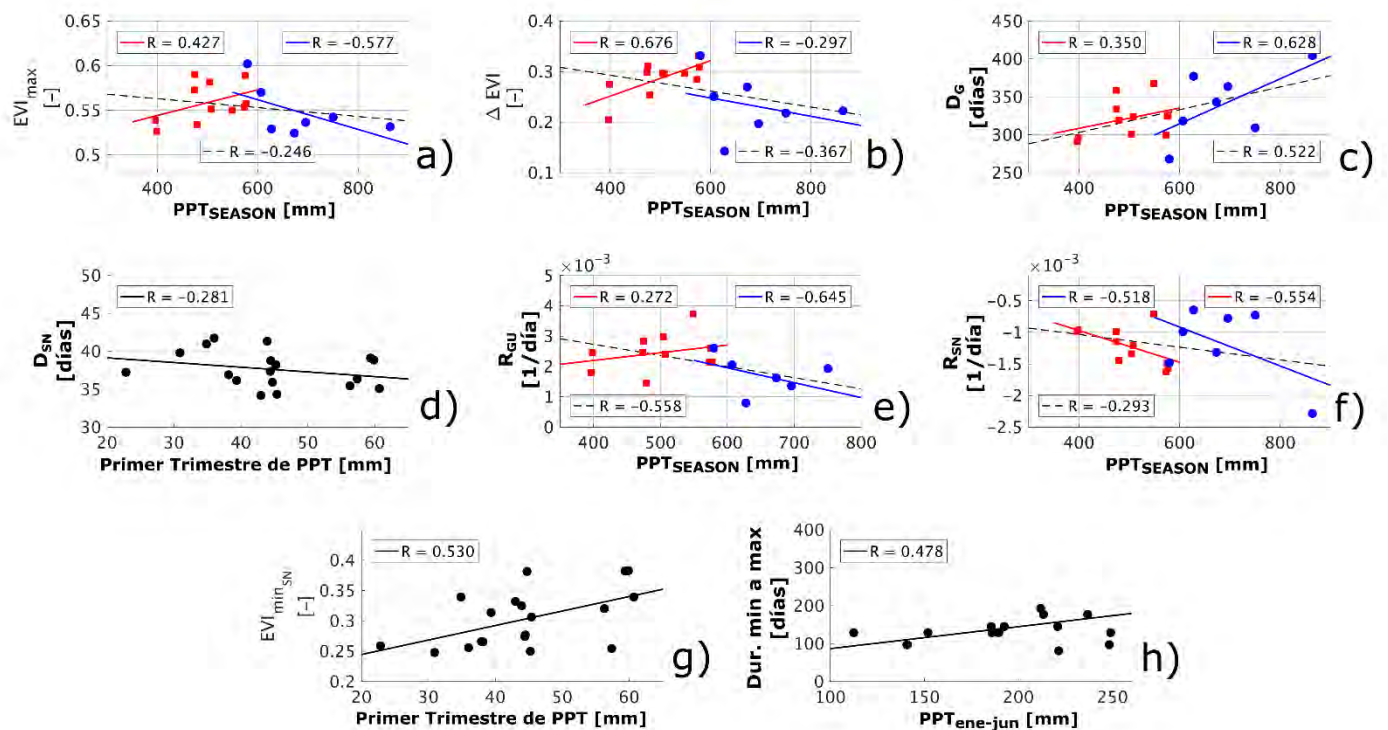 0.65
0.6
0.55
0.5
EVImax
[-]
R = 0.427
R = -0.577
R = -0.246
a)
400
600
800
PPTSEASON [mm]
0.4
0.3
0.2
0.1
Δ EVI
[-]
R = 0.676
R = -0.297
R = -0.367
b)
400
600
800
PPTSEASON [mm]
450
400
350
300
250
DG
[días]
R = 0.350
R = 0.628
R = 0.522
c)
400
600
800
PPTSEASON [mm]
50
45
40
35
30
DSN
[días]
R = -0.281
d)
20
30
40
50
60
Primer Trimestre de PPT [mm]
×10⁻³
5
4
3
2
1
0
RGU
[1/día]
R = 0.272
R = -0.645
R = -0.558
e)
400
500
600
700
800
PPTSEASON [mm]
×10⁻³
-0.5
-1
-1.5
-2
-2.5
RSN
[1/día]
R = -0.518
R = -0.554
R = -0.293
f)
400
600
800
PPTSEASON [mm]
0.4
0.35
0.3
0.25
0.2
EVIminSN
[-]
R = 0.530
g)
20
30
40
50
60
Primer Trimestre de PPT [mm]
400
300
200
100
0
Dur. min a max
[días]
R = 0.478
h)
100
150
200
250
PPTene-jun [mm]